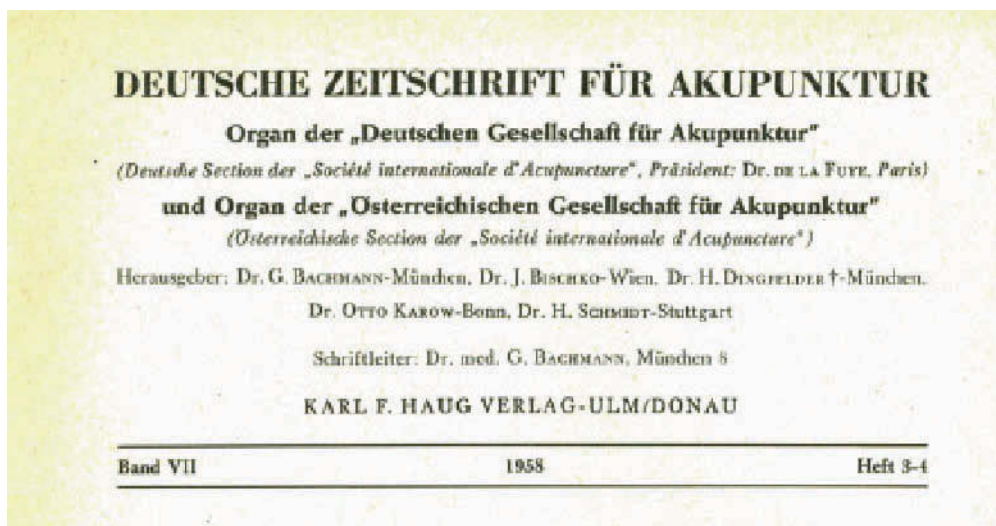 DEUTSCHE ZEITSCHRIFT FÜR AKUPUNKTUR
Organ der „Deutschen Gesellschaft für Akupunktur"
(Deutsche Section der „Société internationale d'Acupuncture", Präsident: DR. DE LA FUYE, Paris)
und Organ der „Österreichischen Gesellschaft für Akupunktur"
(Österreichische Section der „Société internationale d'Acupuncture")
Herausgeber: Dr. G. BACHMANN-München, Dr. J. BISCHKO-Wien, Dr. H. DINGFELDER †-München,
Dr. OTTO KAROW-Bonn, Dr. H. SCHMIDT-Stuttgart
Schriftleiter: Dr. med. G. BACHMANN, München 8
KARL F. HAUG VERLAG-ULM/DONAU
Band VII 1958 Heft 3-4